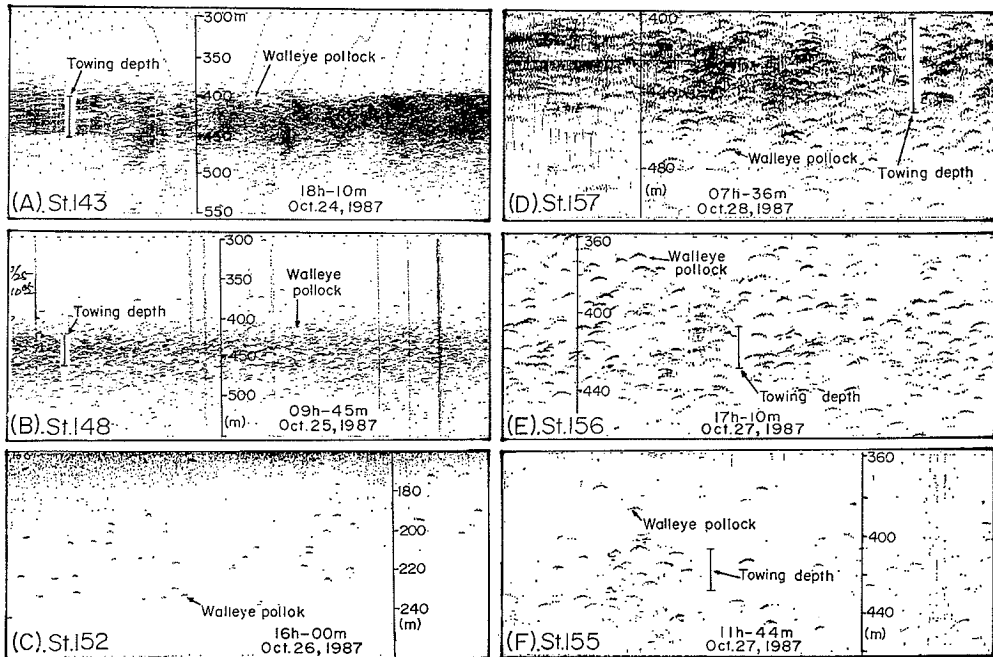 300m
350
400
450
500
550
Towing depth
Walleye pollock
18h-10m
Oct.24,1987
(A).St.143
300
350
400
450
500
(m)
Towing depth
Walleye
pollock
09h-45m
Oct.25,1987
(B).St.148
180
200
220
240
(m)
Walleye pollok
16h-00m
Oct.26,1987
(C).St.152
400
480
(m)
Walleye pollock
Towing depth
07h-36m
Oct.28,1987
(D).St.157
360
400
440
Walleye
pollock
Towing depth
17h-10m
Oct.27,1987
(E).St.156
360
400
440
(m)
Walleye pollock
Towing depth
11h-44m
Oct.27,1987
(F).St.155